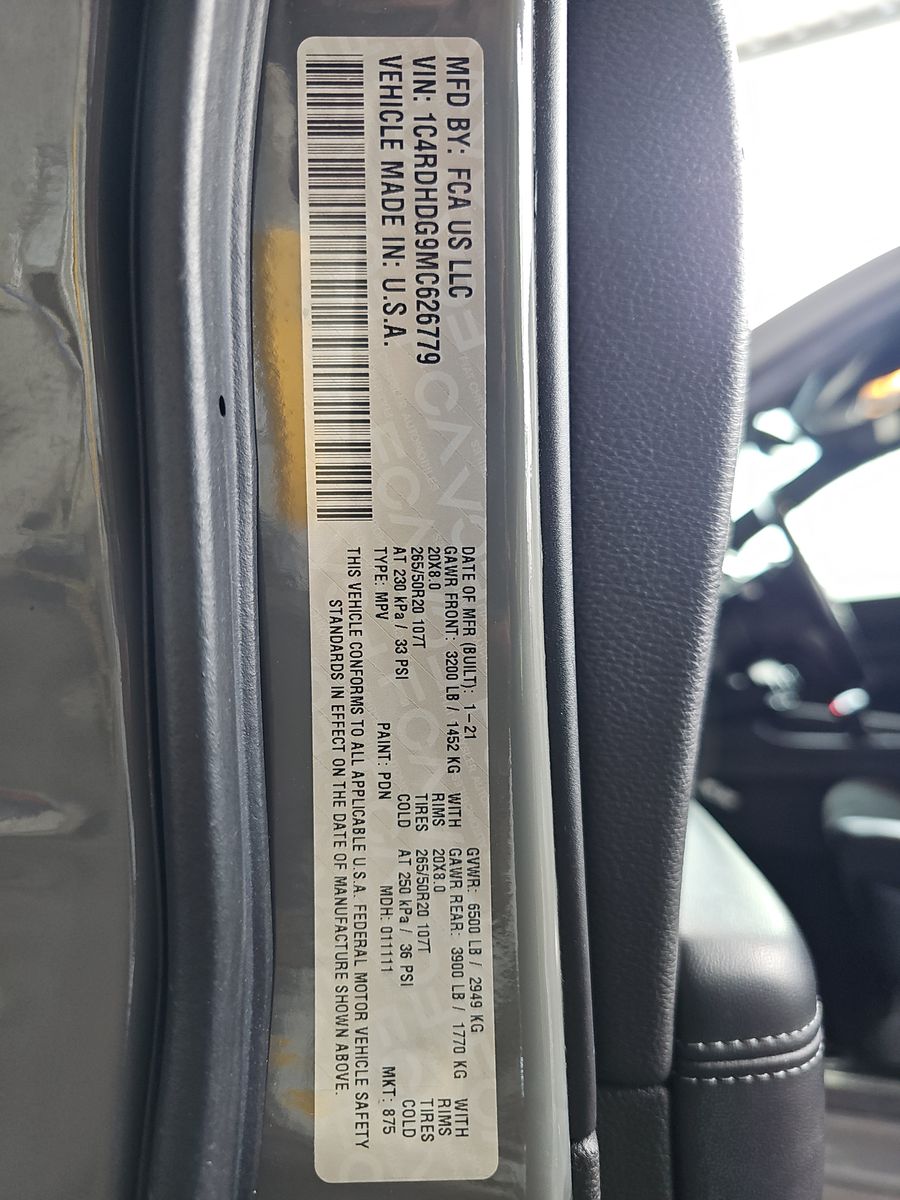 MFD BY: FCA US LLC
VIN: 1C4RDHDG9MC626779
VEHICLE MADE IN: U.S.A.
DATE OF MFR (BUILT): 1-21 GVWR: 6500 LB / 2949 KG
GAWR FRONT: 3200 LB / 1452 KG WITH GAWR REAR: 3900 LB / 1770 KG WITH
20X8.0 RIMS 20X8.0 RIMS
265/50R20 107T TIRES 265/50R20 107T TIRES
AT 230 kPa / 33 PSI COLD AT 250 kPa / 36 PSI COLD
TYPE: MPV PAINT: PDN MDH: 011111 MKT: 875
THIS VEHICLE CONFORMS TO ALL APPLICABLE U.S.A. FEDERAL MOTOR VEHICLE SAFETY
STANDARDS IN EFFECT ON THE DATE OF MANUFACTURE SHOWN ABOVE.